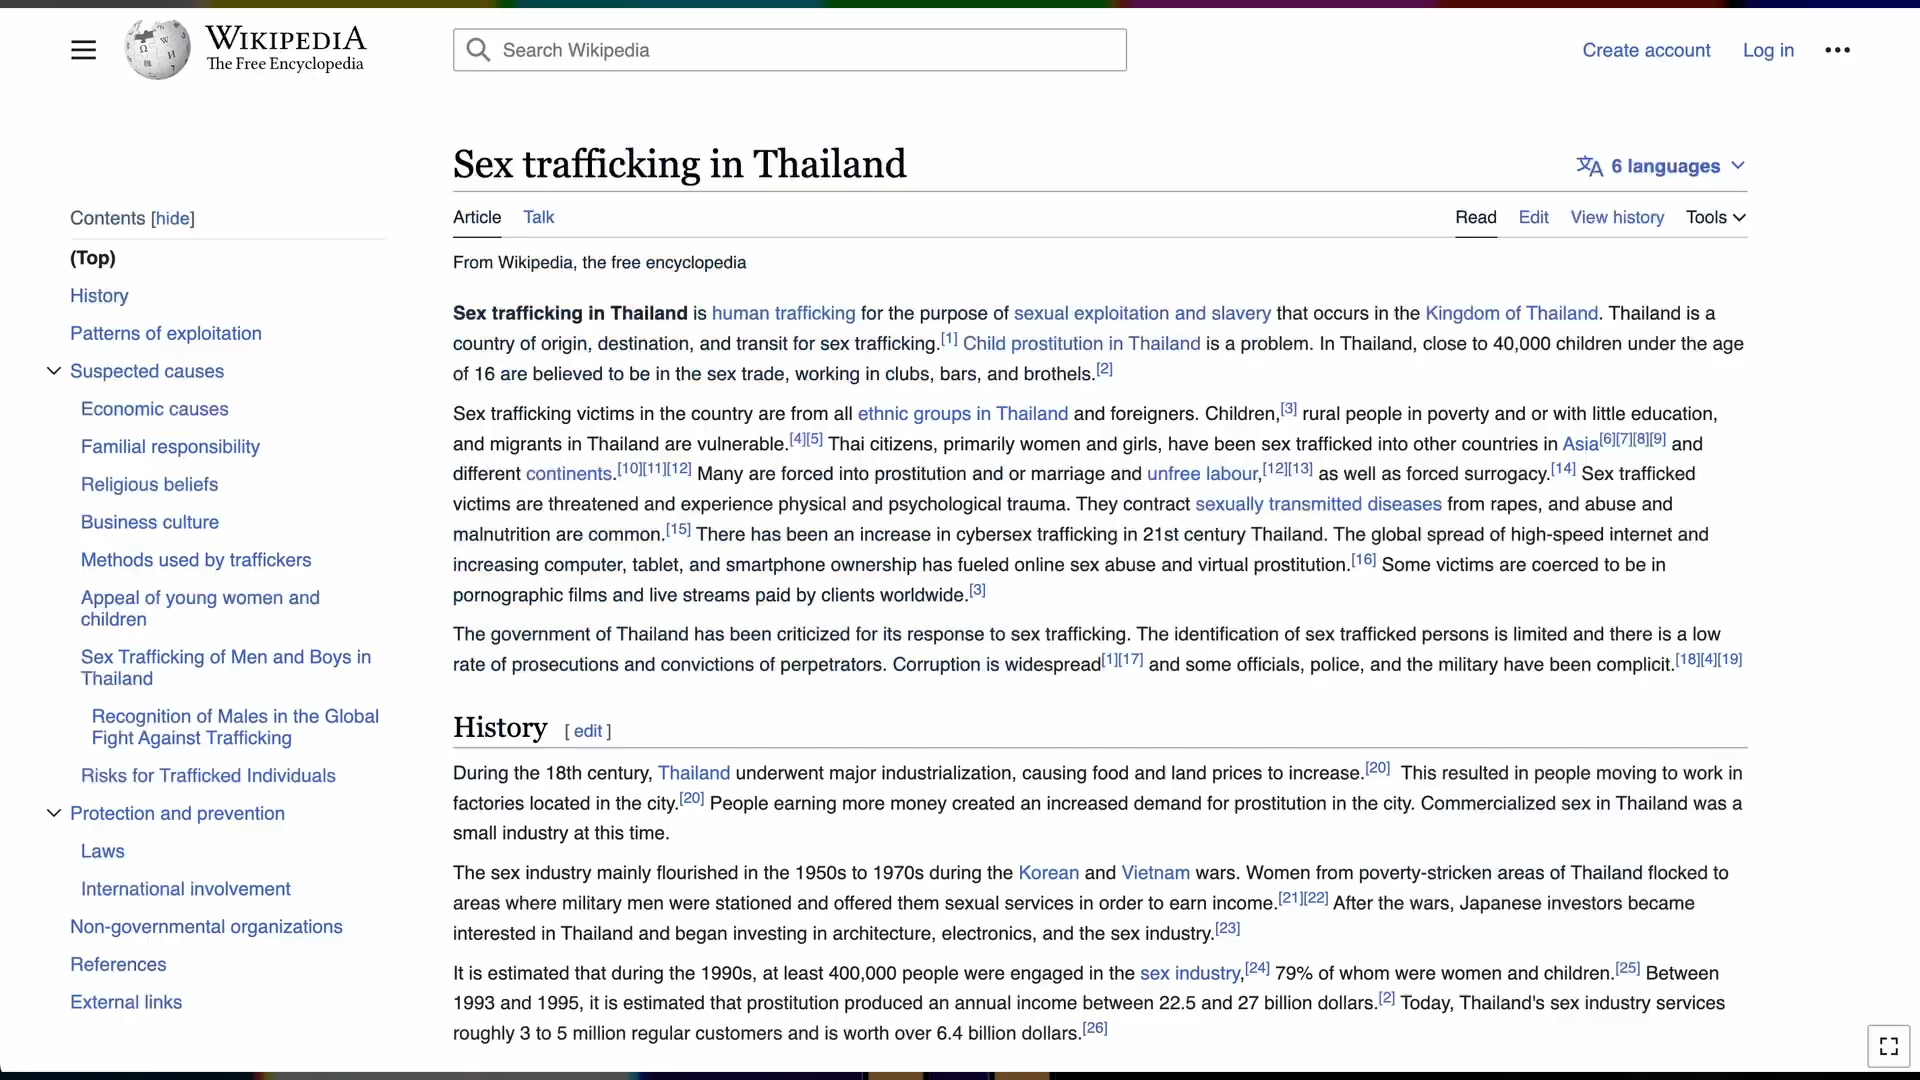 WIKIPEDIA
The Free Encyclopedia
Search Wikipedia
Create account
Log in
Sex trafficking in Thailand
6 languages
Article
Talk
Read
Edit
View history
Tools
From Wikipedia, the free encyclopedia
Contents [hide]
(Top)
History
Patterns of exploitation
Suspected causes
Economic causes
Familial responsibility
Religious beliefs
Business culture
Methods used by traffickers
Appeal of young women and
children
Sex Trafficking of Men and Boys in
Thailand
Recognition of Males in the Global
Fight Against Trafficking
Risks for Trafficked Individuals
Protection and prevention
Laws
International involvement
Non-governmental organizations
References
External links
Sex trafficking in Thailand is human trafficking for the purpose of sexual exploitation and slavery that occurs in the Kingdom of Thailand. Thailand is a
country of origin, destination, and transit for sex trafficking.[1] Child prostitution in Thailand is a problem. In Thailand, close to 40,000 children under the age
of 16 are believed to be in the sex trade, working in clubs, bars, and brothels.[2]
Sex trafficking victims in the country are from all ethnic groups in Thailand and foreigners. Children,[3] rural people in poverty and or with little education,
and migrants in Thailand are vulnerable.[4][5] Thai citizens, primarily women and girls, have been sex trafficked into other countries in Asia[6][7][8][9] and
different continents.[10][11][12] Many are forced into prostitution and or marriage and unfree labour,[12][13] as well as forced surrogacy.[14] Sex trafficked
victims are threatened and experience physical and psychological trauma. They contract sexually transmitted diseases from rapes, and abuse and
malnutrition are common.[15] There has been an increase in cybersex trafficking in 21st century Thailand. The global spread of high-speed internet and
increasing computer, tablet, and smartphone ownership has fueled online sex abuse and virtual prostitution.[16] Some victims are coerced to be in
pornographic films and live streams paid by clients worldwide.[3]
The government of Thailand has been criticized for its response to sex trafficking. The identification of sex trafficked persons is limited and there is a low
rate of prosecutions and convictions of perpetrators. Corruption is widespread[1][17] and some officials, police, and the military have been complicit.[18][4][19]
History [ edit ]
During the 18th century, Thailand underwent major industrialization, causing food and land prices to increase.[20] This resulted in people moving to work in
factories located in the city.[20] People earning more money created an increased demand for prostitution in the city. Commercialized sex in Thailand was a
small industry at this time.
The sex industry mainly flourished in the 1950s to 1970s during the Korean and Vietnam wars. Women from poverty-stricken areas of Thailand flocked to
areas where military men were stationed and offered them sexual services in order to earn income.[21][22] After the wars, Japanese investors became
interested in Thailand and began investing in architecture, electronics, and the sex industry.[23]
It is estimated that during the 1990s, at least 400,000 people were engaged in the sex industry,[24] 79% of whom were women and children.[25] Between
1993 and 1995, it is estimated that prostitution produced an annual income between 22.5 and 27 billion dollars.[2] Today, Thailand's sex industry services
roughly 3 to 5 million regular customers and is worth over 6.4 billion dollars.[26]